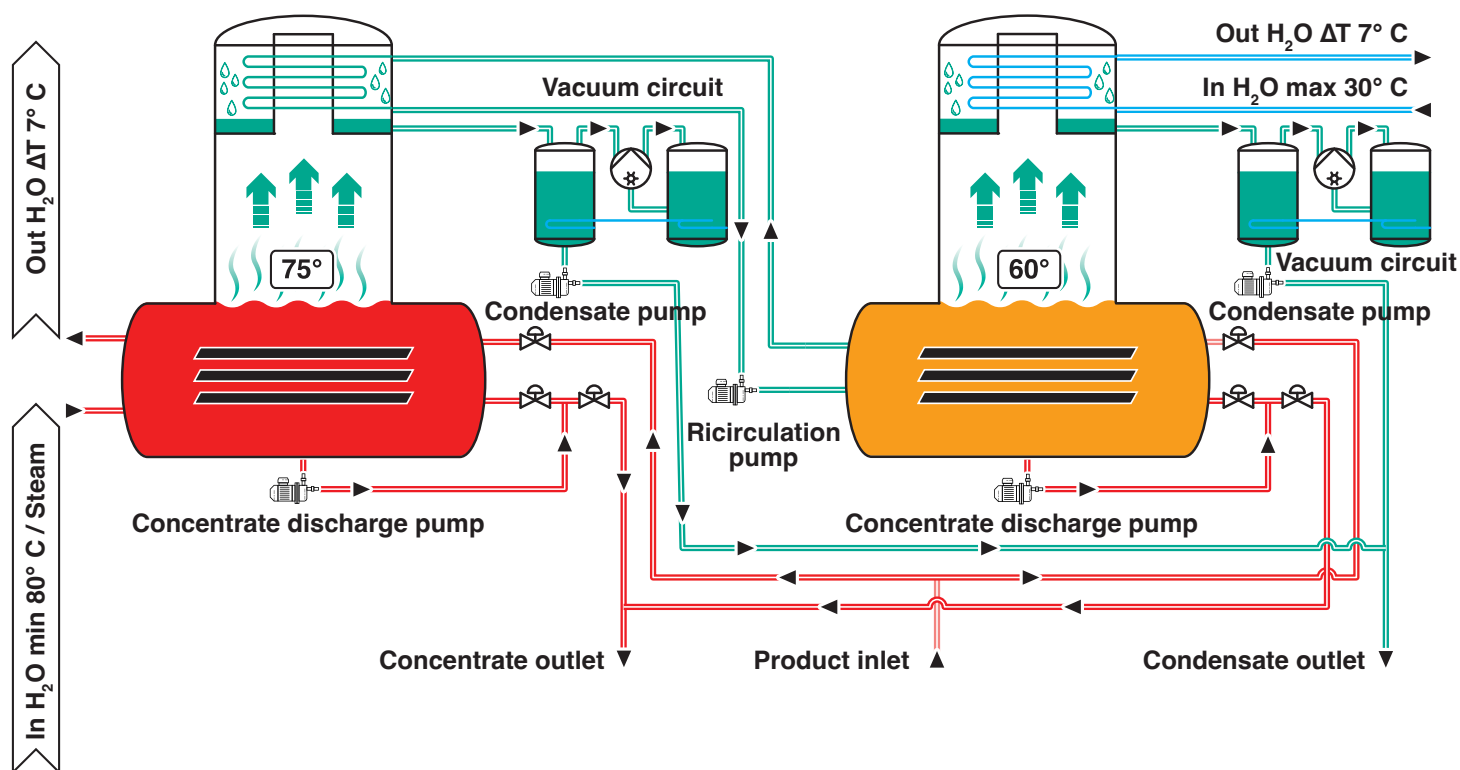 Out H₂O ΔT 7° C
In H₂O min 80° C / Steam
Vacuum circuit
75°
Condensate pump
Ricirculation
pump
Concentrate discharge pump
Out H₂O ΔT 7° C
In H₂O max 30° C
60°
Vacuum circuit
Condensate pump
Concentrate discharge pump
Concentrate outlet
Product inlet
Condensate outlet